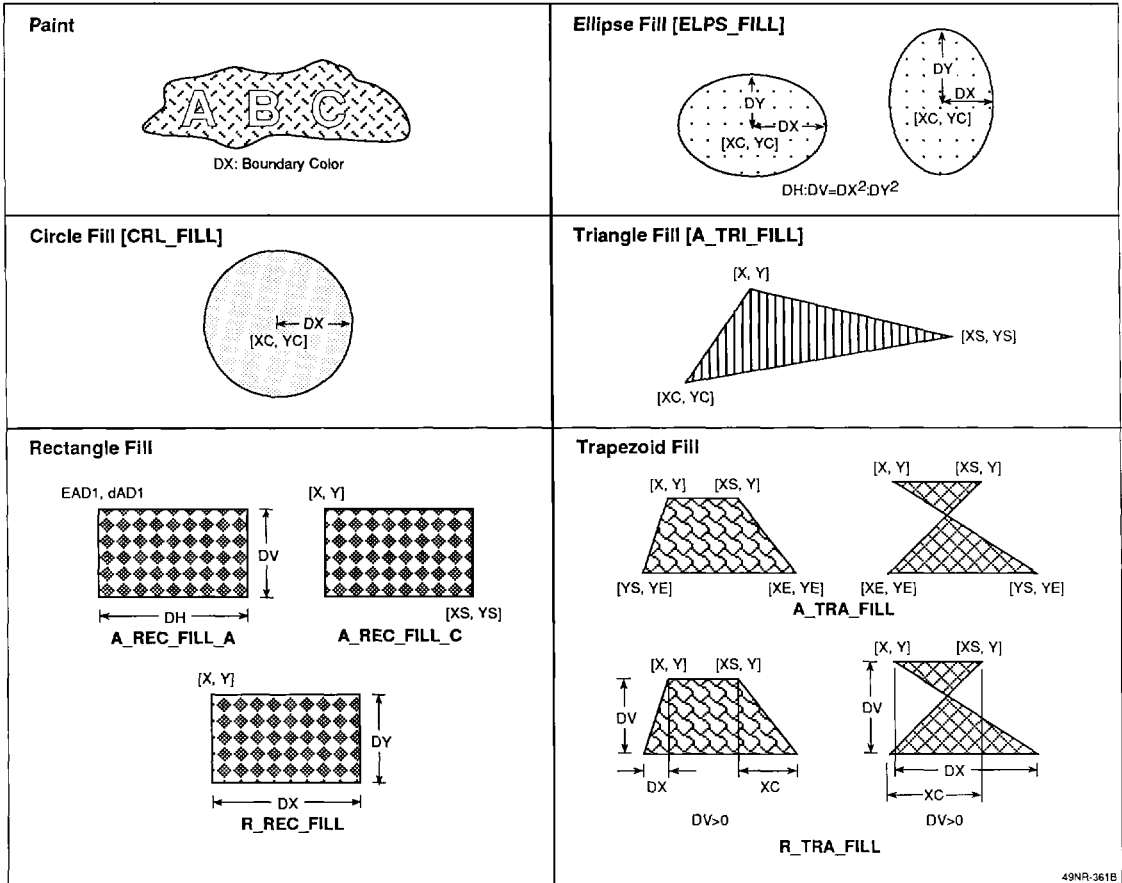 Paint
A B C
DX: Boundary Color
Ellipse Fill [ELPS_FILL]
DY
DX
[XC, YC]
DY
DX
[XC, YC]
DH:DV=DX²:DY²
Circle Fill [CRL_FILL]
DX
[XC, YC]
Triangle Fill [A_TRI_FILL]
[X, Y]
[XS, YS]
[XC, YC]
Rectangle Fill
EAD1, dAD1
DV
DH
A_REC_FILL_A
[X, Y]
[XS, YS]
A_REC_FILL_C
[X, Y]
DY
DX
R_REC_FILL
Trapezoid Fill
[X, Y] [XS, Y]
[YS, YE] [XE, YE]
[X, Y] [XS, Y]
[XE, YE] [YS, YE]
A_TRA_FILL
[X, Y] [XS, Y]
DV
DX XC
DV>0
[X, Y] [XS, Y]
DV
DX
XC
DV>0
R_TRA_FILL
49NR-361B